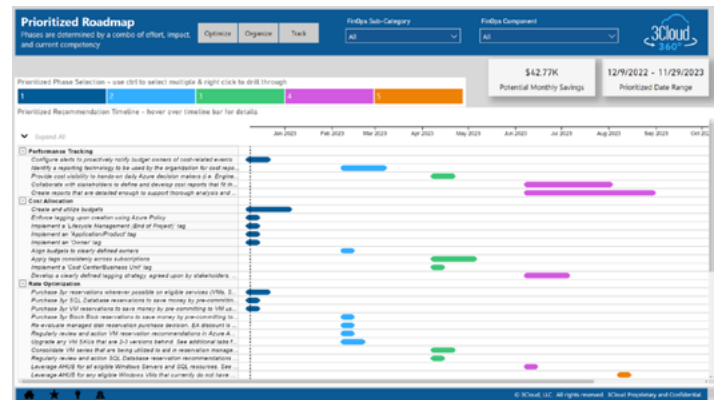 Prioritized Roadmap
Phases are determined by a combo of effort, impact,
and current competency
Optimize
Organize
Track
FinOps Sub-Category
All
FinOps Component
All
3Cloud
360°
$42.77K
Potential Monthly Savings
12/9/2022 - 11/29/2023
Prioritized Date Range
Prioritized Phase Selection - use ctrl to select multiple & right click to drill through
1 2 3 4 5
Prioritized Recommendation Timeline - hover over timeline bar for details
Expand All
Jan 2023 Feb 2023 Mar 2023 Apr 2023 May 2023 Jun 2023 Jul 2023 Aug 2023 Sep 2023 Oct 202
Performance Tracking
Configure alerts to proactively notify budget owners of cost-related events
Identify a reporting technology to be used by the organization for cost repo...
Provide cost visibility to hands-on daily Azure decision makers (i.e. Engine...
Collaborate with stakeholders to define and develop cost reports that fit th...
Create reports that are detailed enough to support thorough analysis and ...
Cost Allocation
Create and utilize budgets
Enforce tagging upon creation using Azure Policy
Implement a 'Lifecycle Management (End of Project)' tag
Implement an 'Application/Product' tag
Implement an 'Owner' tag
Align budgets to clearly defined owners
Apply tags consistently across subscriptions
Implement a 'Cost Center/Business Unit' tag
Develop a clearly defined tagging strategy, agreed upon by stakeholders. ...
Rate Optimization
Purchase 3yr reservations wherever possible on eligible services (VMs, S...
Purchase 3yr SQL Database reservations to save money by pre-committin...
Purchase 3yr VM reservations to save money by pre-committing to VM us...
Purchase 3yr Block Blob reservations to save money by pre-committing to...
Re-evaluate managed disk reservation purchase decision. EA discount is ...
Regularly review and action VM reservation recommendations in Azure A...
Upgrade any VM SKUs that are 2-3 versions behind. See additional tabs f...
Consolidate VM series that are being utilized to aid in reservation manage...
Regularly review and action SQL Database reservation recommendations ...
Leverage AHUB for all eligible Windows Servers and SQL resources. See ...
Leverage AHUB for any eligible Windows VMs that currently do not have ...
© 3Cloud, LLC. All rights reserved. 3Cloud Proprietary and Confidential.